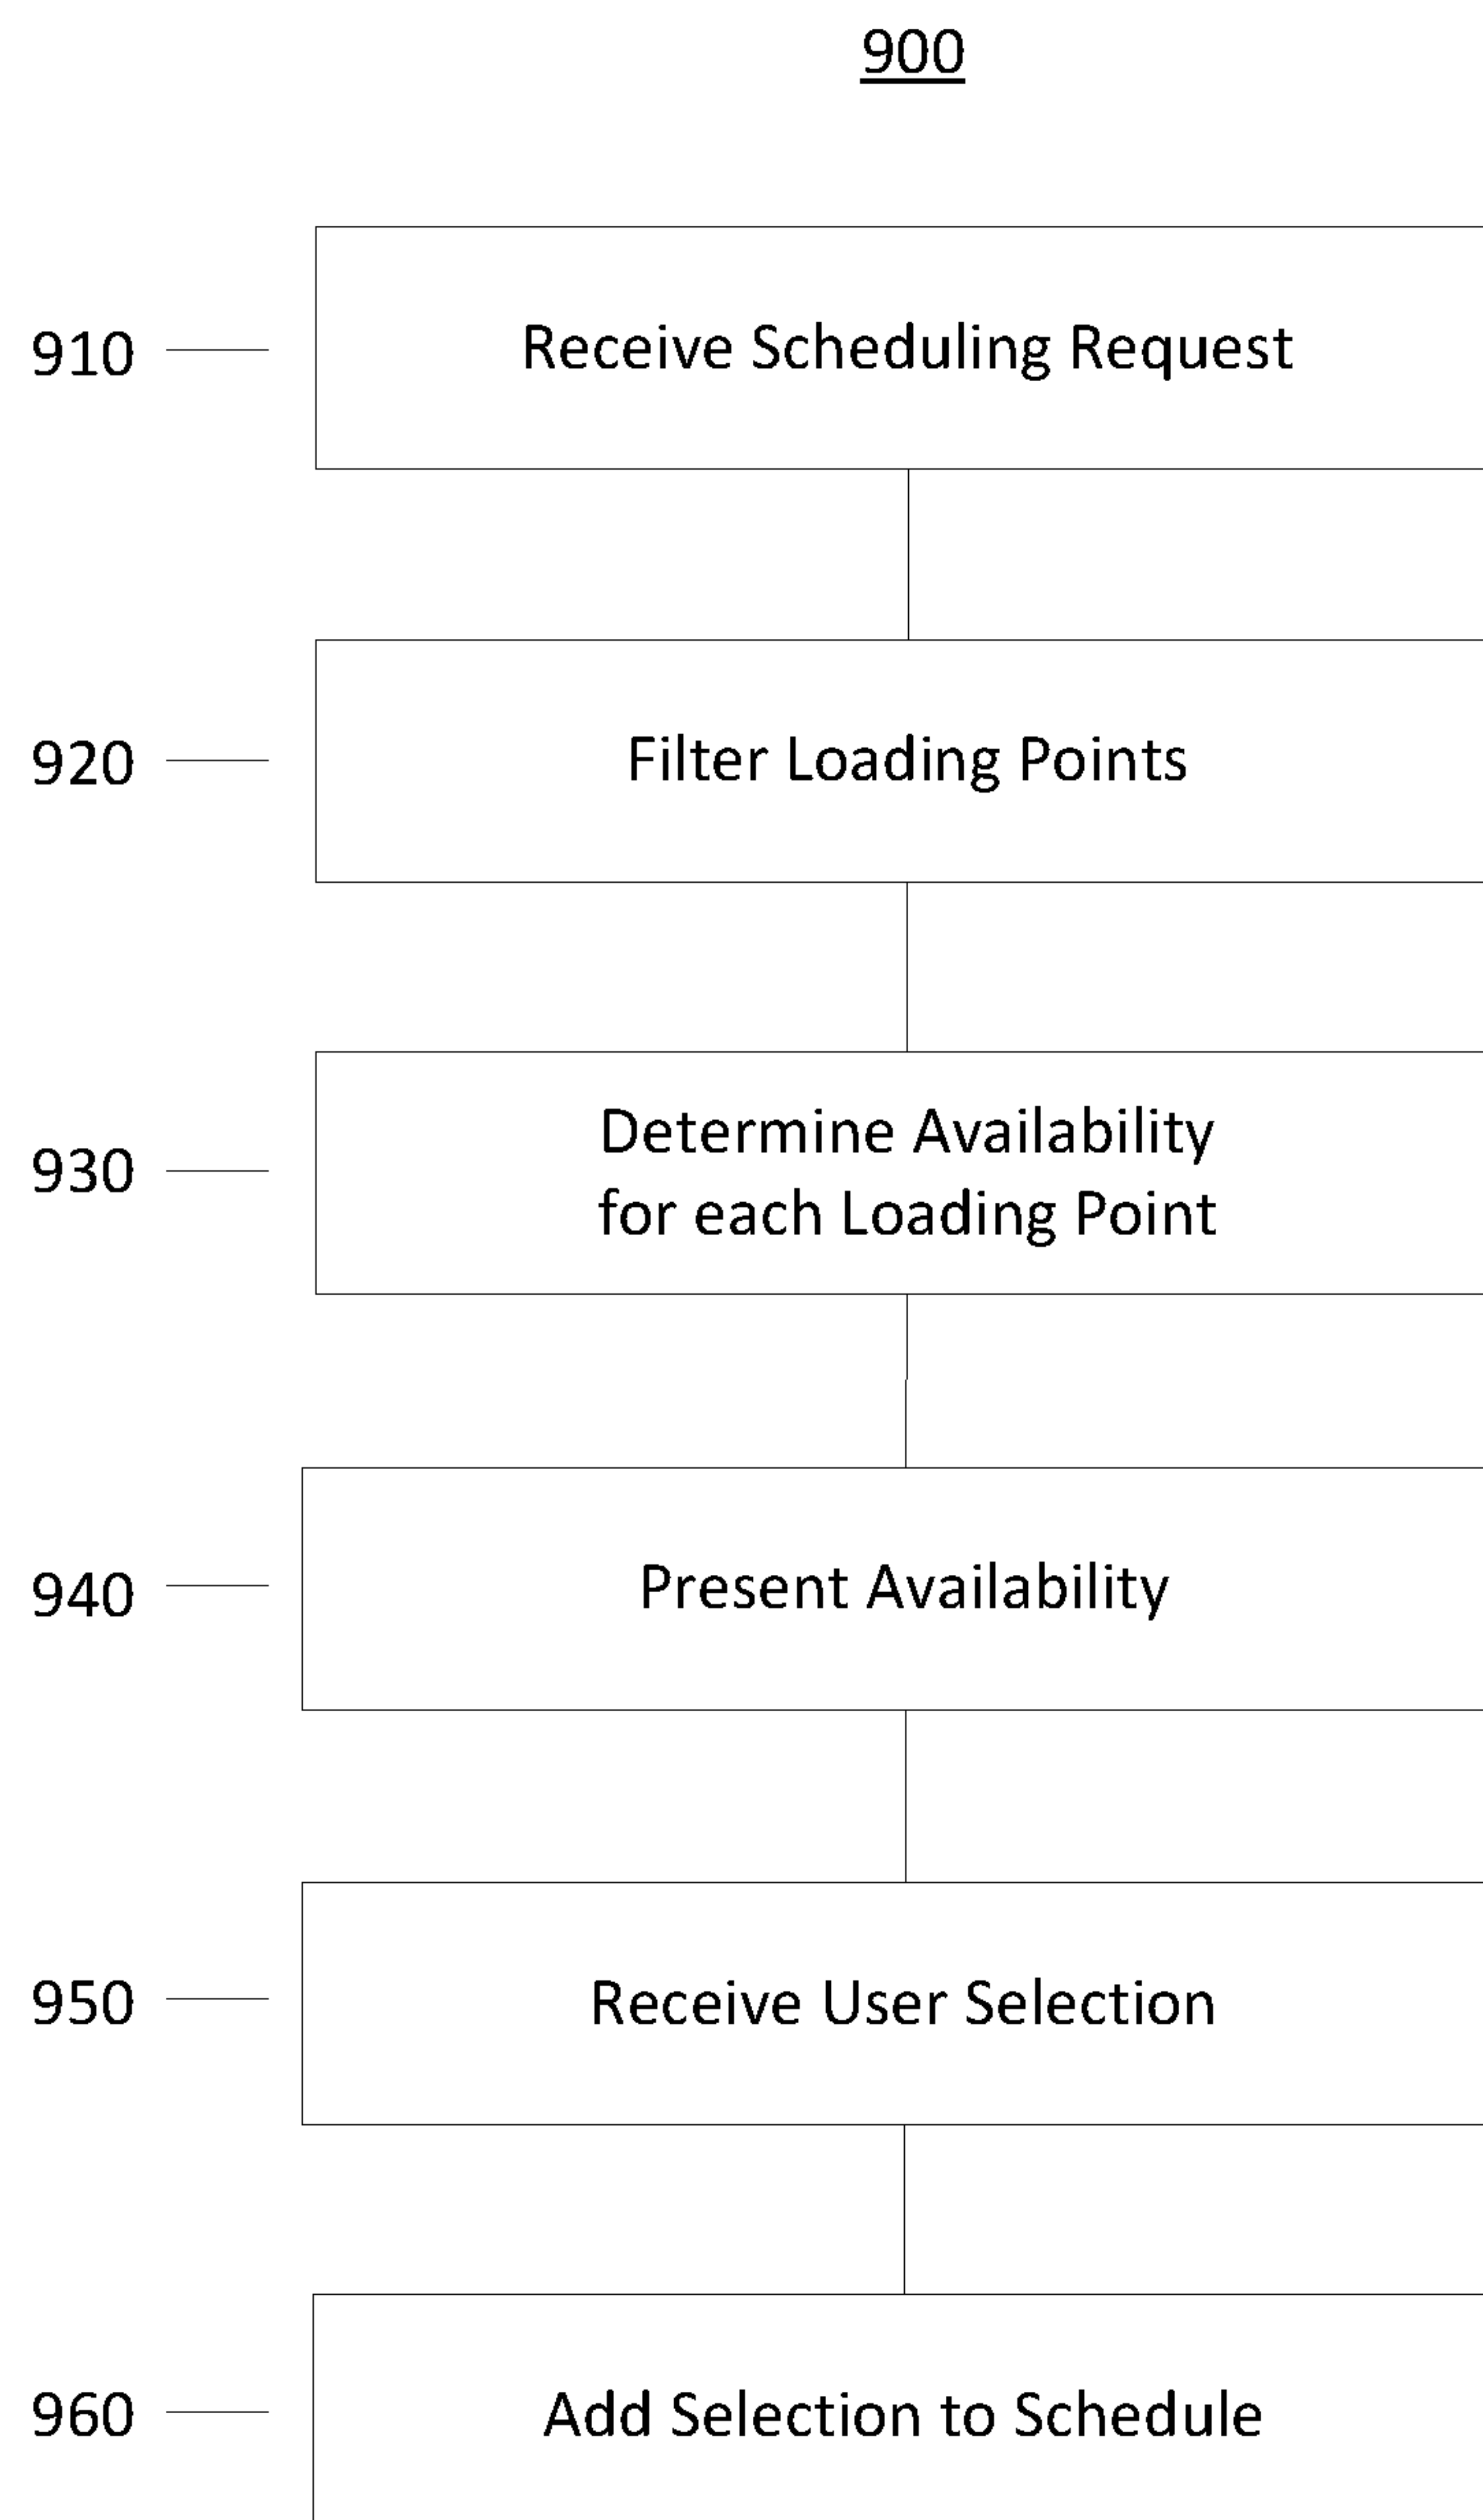 900
910
Receive Scheduling Request
920
Filter Loading Points
930
Determine Availability
for each Loading Point
940
Present Availability
950
Receive User Selection
960
Add Selection to Schedule